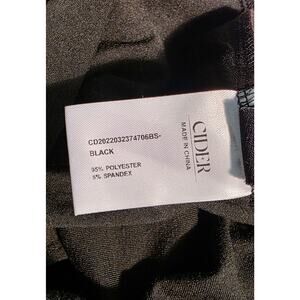 CD2022032374706BS-
BLACK
95% POLYESTER
5% SPANDEX
CIDER
MADE IN CHINA